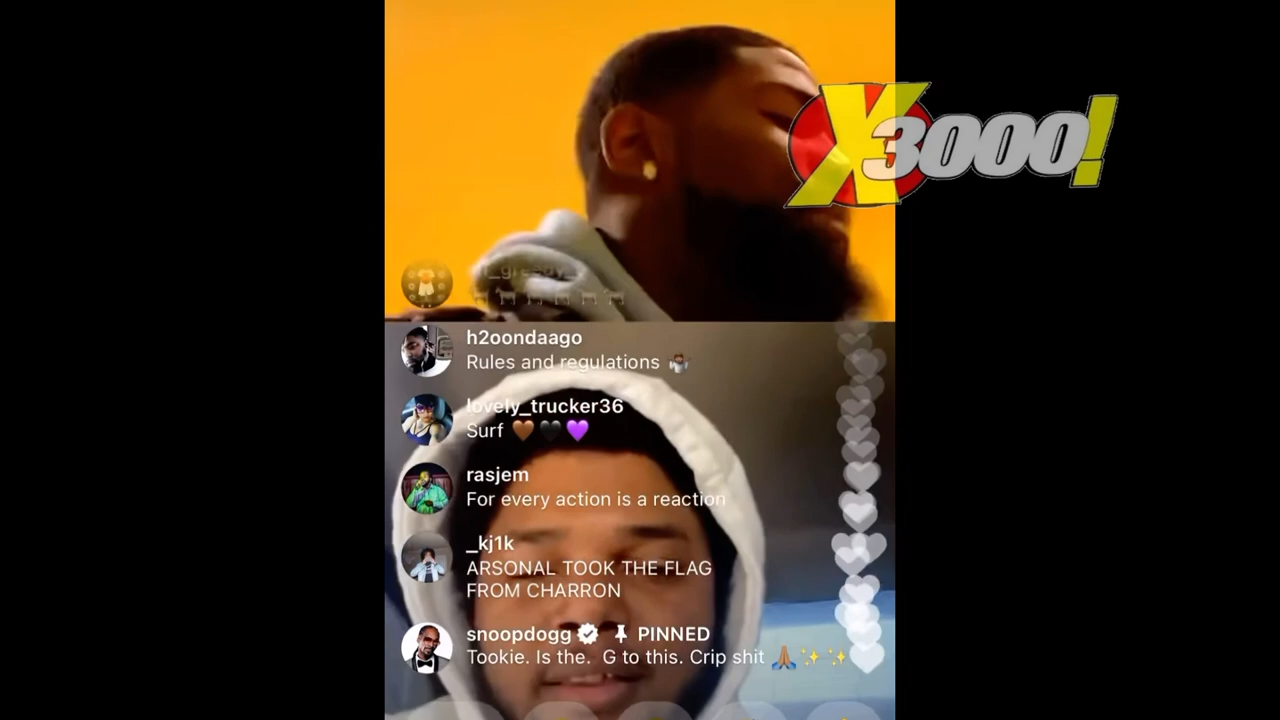 X3000!
h2oondaago
Rules and regulations 🤷🏽‍♂️
lovely_trucker36
Surf 🤎🖤💜
rasjem
For every action is a reaction
_kj1k
ARSONAL TOOK THE FLAG
FROM CHARRON
snoopdogg PINNED
Tookie. Is the. G to this. Crip shit 🙏🏽✨✨